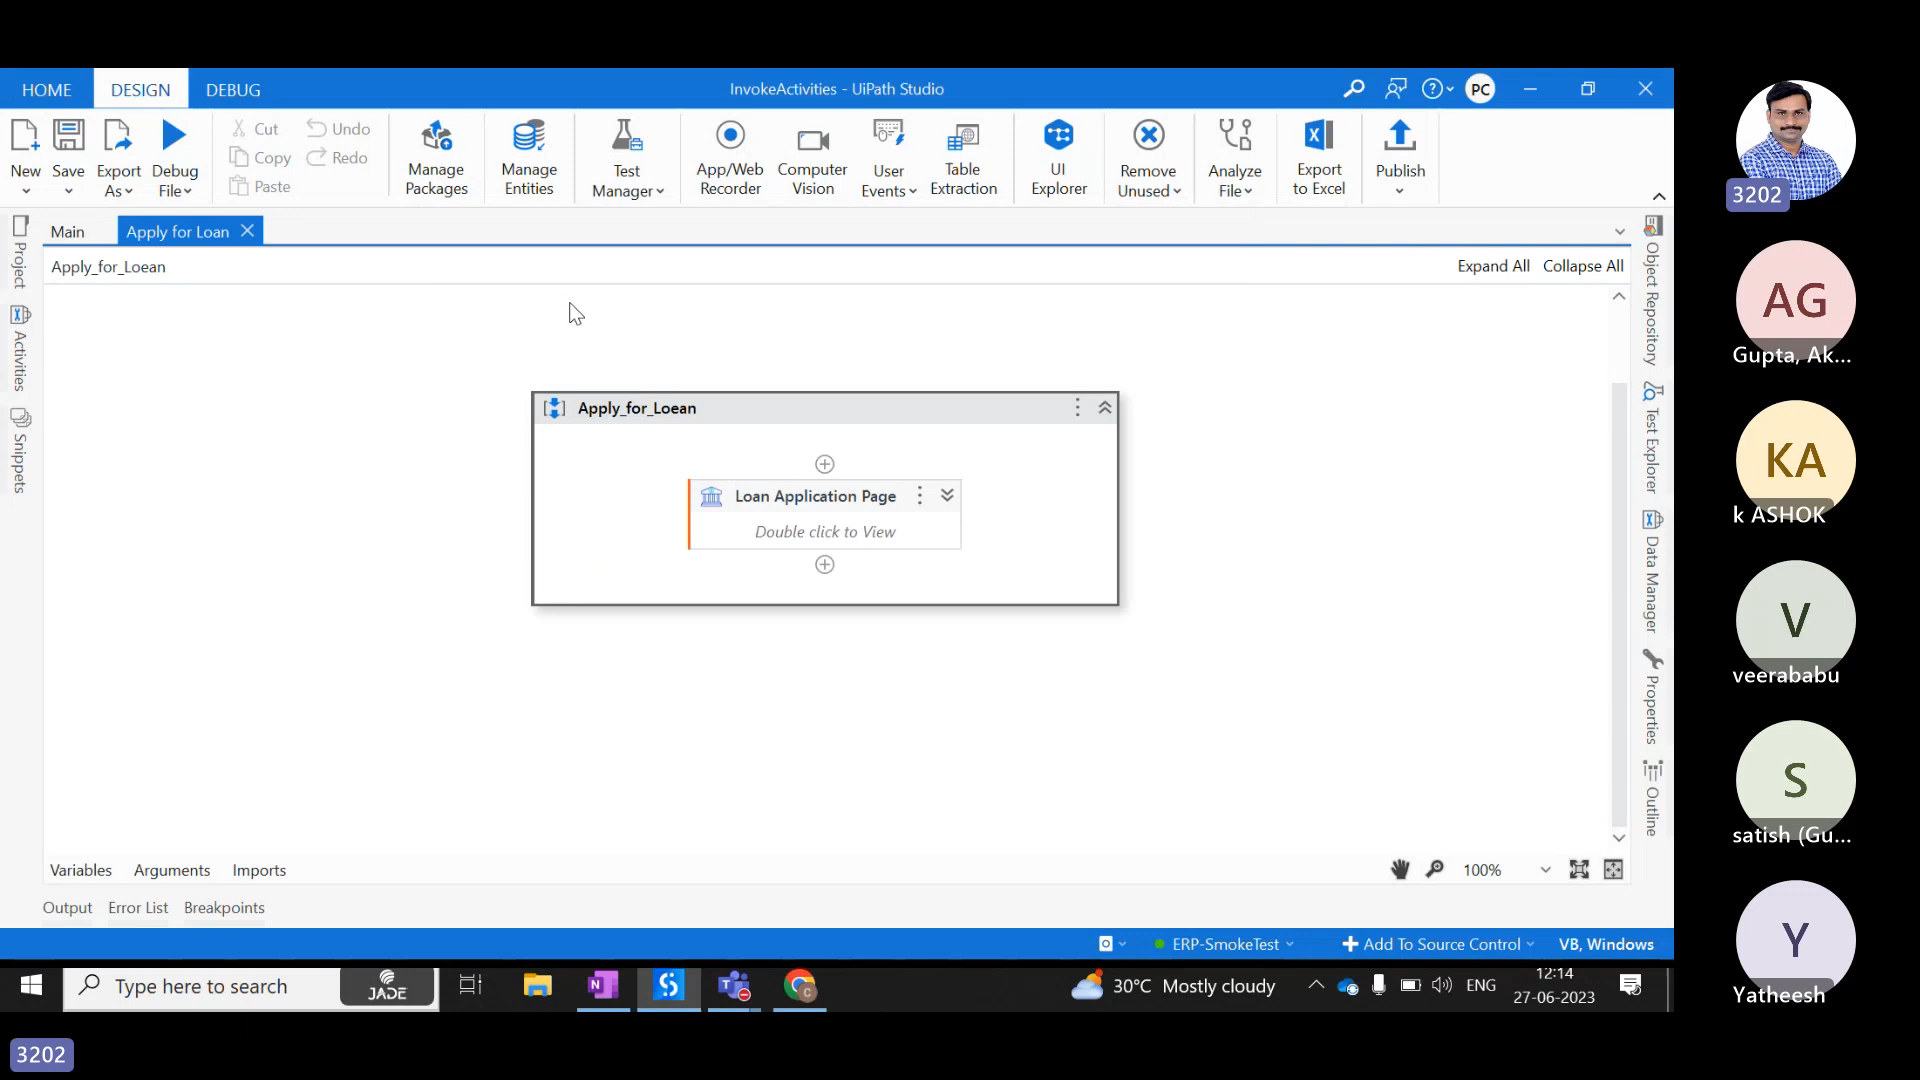 HOME DESIGN DEBUG InvokeActivities - UiPath Studio PC
New Save Export As Debug File Cut Copy Paste Undo Redo Manage Packages Manage Entities Test Manager App/Web Recorder Computer Vision User Events Table Extraction UI Explorer Remove Unused Analyze File Export to Excel Publish
Main Apply for Loan
Apply_for_Loean Expand All Collapse All
Project
Activities
Snippets
Apply_for_Loean
Loan Application Page
Double click to View
Object Repository
Test Explorer
Data Manager
Properties
Outline
Variables Arguments Imports 100%
Output Error List Breakpoints
ERP-SmokeTest Add To Source Control VB, Windows
Type here to search JADE 30°C Mostly cloudy ENG 12:14
27-06-2023
3202
3202
AG
Gupta, Ak...
KA
k ASHOK
V
veerababu
S
satish (Gu...
Y
Yatheesh